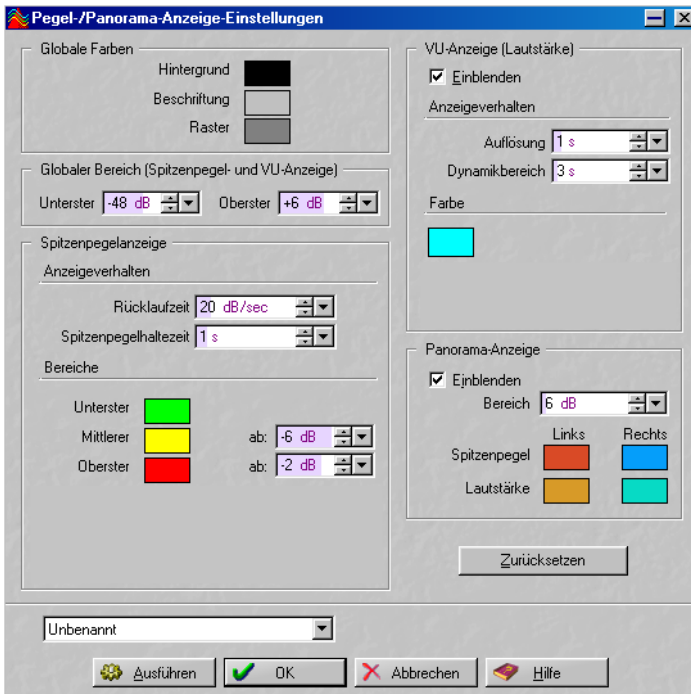 Pegel-/Panorama-Anzeige-Einstellungen
Globale Farben
Hintergrund
Beschriftung
Raster
Globaler Bereich (Spitzenpegel- und VU-Anzeige)
Unterster -48 dB Oberster +6 dB
Spitzenpegelanzeige
Anzeigeverhalten
Rücklaufzeit 20 dB/sec
Spitzenpegelhaltezeit 1 s
Bereiche
Unterster
Mittlerer ab: -6 dB
Oberster ab: -2 dB
VU-Anzeige (Lautstärke)
Einblenden
Anzeigeverhalten
Auflösung 1 s
Dynamikbereich 3 s
Farbe
Panorama-Anzeige
Einblenden
Bereich 6 dB
Links Rechts
Spitzenpegel
Lautstärke
Zurücksetzen
Unbenannt
Ausführen OK Abbrechen Hilfe